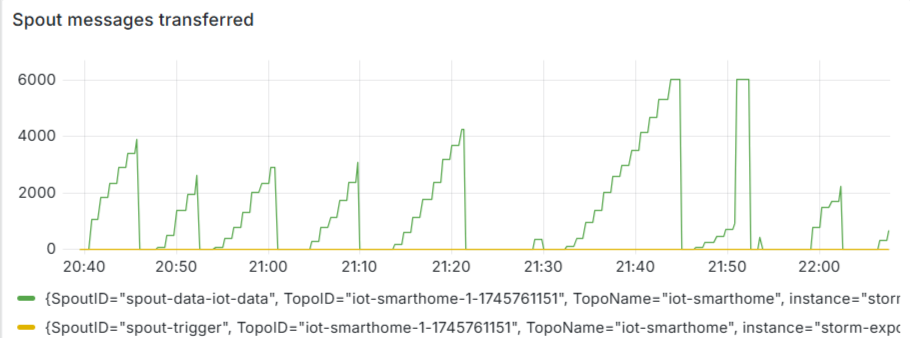 Spout messages transferred
6000
4000
2000
0
20:40 20:50 21:00 21:10 21:20 21:30 21:40 21:50 22:00
{SpoutID="spout-data-iot-data", TopoID="iot-smarthome-1-1745761151", TopoName="iot-smarthome", instance="storr
{SpoutID="spout-trigger", TopoID="iot-smarthome-1-1745761151", TopoName="iot-smarthome", instance="storm-expo